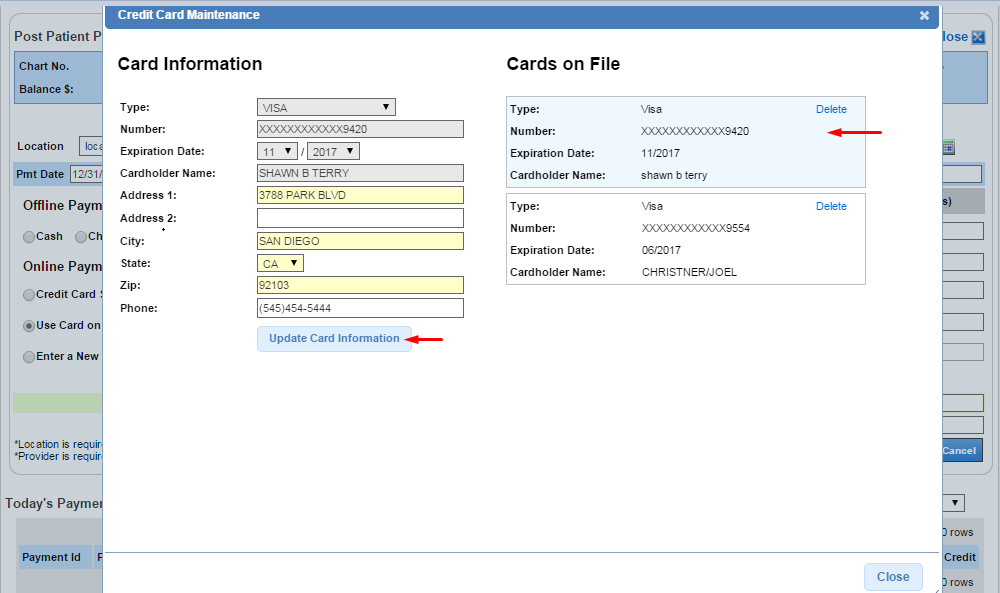 Credit Card Maintenance
Post Patient P
lose
Chart No.
Balance $:
Location
loca
Pmt Date 12/31/
Offline Paym
Cash Ch
Online Paym
Credit Card
Use Card on
Enter a New
*Location is requir
*Provider is requir
Today's Paymer
Payment Id
Card Information
Type: VISA
Number: XXXXXXXXXXXX9420
Expiration Date: 11 / 2017
Cardholder Name: SHAWN B TERRY
Address 1: 3788 PARK BLVD
Address 2:
City: SAN DIEGO
State: CA
Zip: 92103
Phone: (545)454-5444
Update Card Information
Cards on File
Type: Visa Delete
Number: XXXXXXXXXXXX9420
Expiration Date: 11/2017
Cardholder Name: shawn b terry
Type: Visa Delete
Number: XXXXXXXXXXXX9554
Expiration Date: 06/2017
Cardholder Name: CHRISTNER/JOEL
Close
s)
Cancel
0 rows
Credit
0 rows